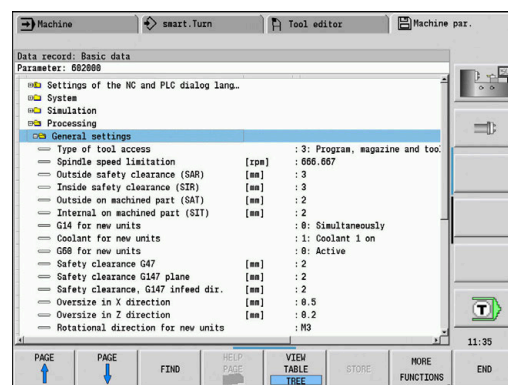 Machine smart.Turn Tool editor Machine par.
Data record: Basic data
Parameter: 602000
Settings of the NC and PLC dialog lang…
System
Simulation
Processing
General settings
Type of tool access : 3: Program, magazine and too
Spindle speed limitation [rpm] : 666.667
Outside safety clearance (SAR) [mm] : 3
Inside safety clearance (SIR) [mm] : 3
Outside on machined part (SAT) [mm] : 2
Internal on machined part (SIT) [mm] : 2
G14 for new units : 0: Simultaneously
Coolant for new units : 1: Coolant 1 on
G60 for new units : 0: Active
Safety clearance G47 [mm] : 2
Safety clearance G147 plane [mm] : 2
Safety clearance, G147 infeed dir. [mm] : 2
Oversize in X direction [mm] : 0.5
Oversize in Z direction [mm] : 0.2
Rotational direction for new units : M3
T
11:35
PAGE PAGE FIND HELP PAGE VIEW TABLE TREE STORE MORE FUNCTIONS END